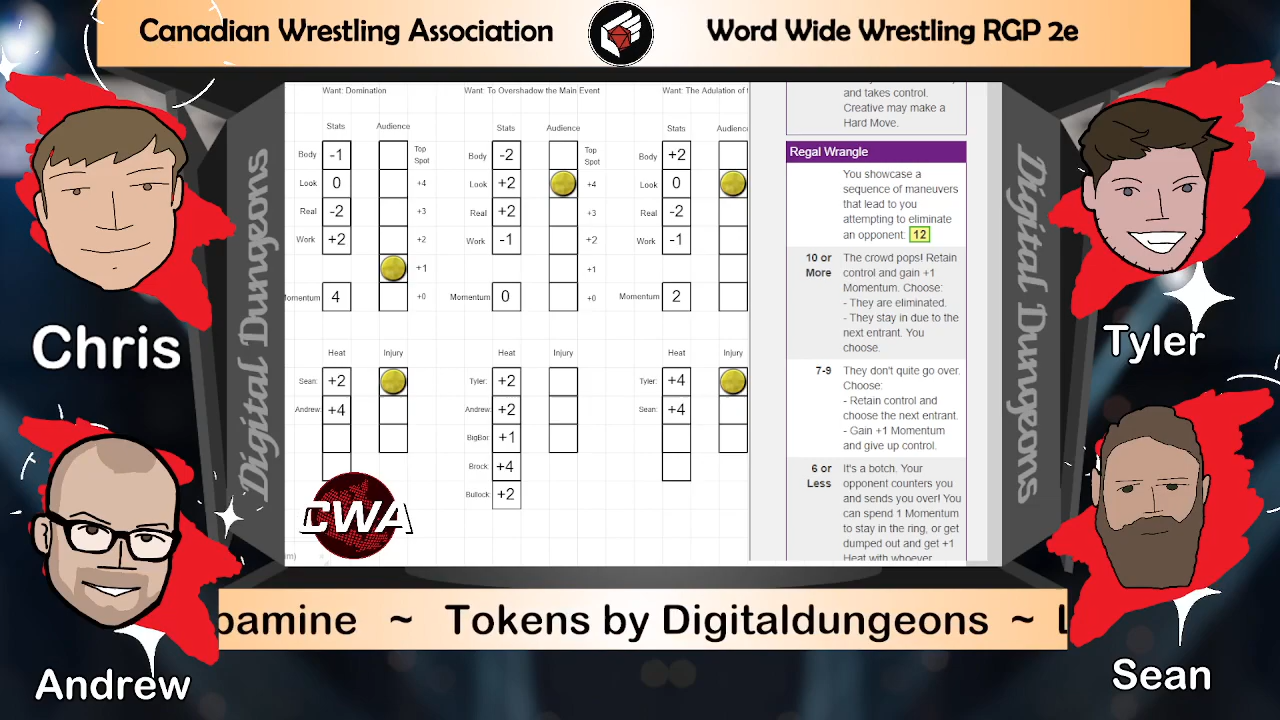 Canadian Wrestling Association
Word Wide Wrestling RGP 2e
Want: Domination
Want: To Overshadow the Main Event
Want: The Adulation of
Stats Audience
Body -1 Top Spot
Look 0 +4
Real -2 +3
Work +2 +2
+1
Momentum 4 +0
Heat Injury
Sean: +2
Andrew: +4
Stats Audience
Body -2 Top Spot
Look +2 +4
Real +2 +3
Work -1 +2
+1
Momentum 0 +0
Heat Injury
Tyler: +2
Andrew: +2
BigBor: +1
Brock: +4
Bullock: +2
Stats Audience
Body +2
Look 0
Real -2
Work -1
Momentum 2
Heat Injury
Tyler: +4
Sean: +4
and takes control.
Creative may make a
Hard Move.
Regal Wrangle
You showcase a
sequence of maneuvers
that lead to you
attempting to eliminate
an opponent: 12
10 or More
The crowd pops! Retain
control and gain +1
Momentum. Choose:
- They are eliminated.
- They stay in due to the
next entrant. You
choose.
7-9
They don't quite go over.
Choose:
- Retain control and
choose the next entrant.
- Gain +1 Momentum
and give up control.
6 or Less
It's a botch. Your
opponent counters you
and sends you over! You
can spend 1 Momentum
to stay in the ring, or get
dumped out and get +1
Heat with whoever
CWA
Digital Dungeons
Digital Dungeons
Chris
Tyler
Andrew
Sean
pamine ~ Tokens by Digitaldungeons ~ L